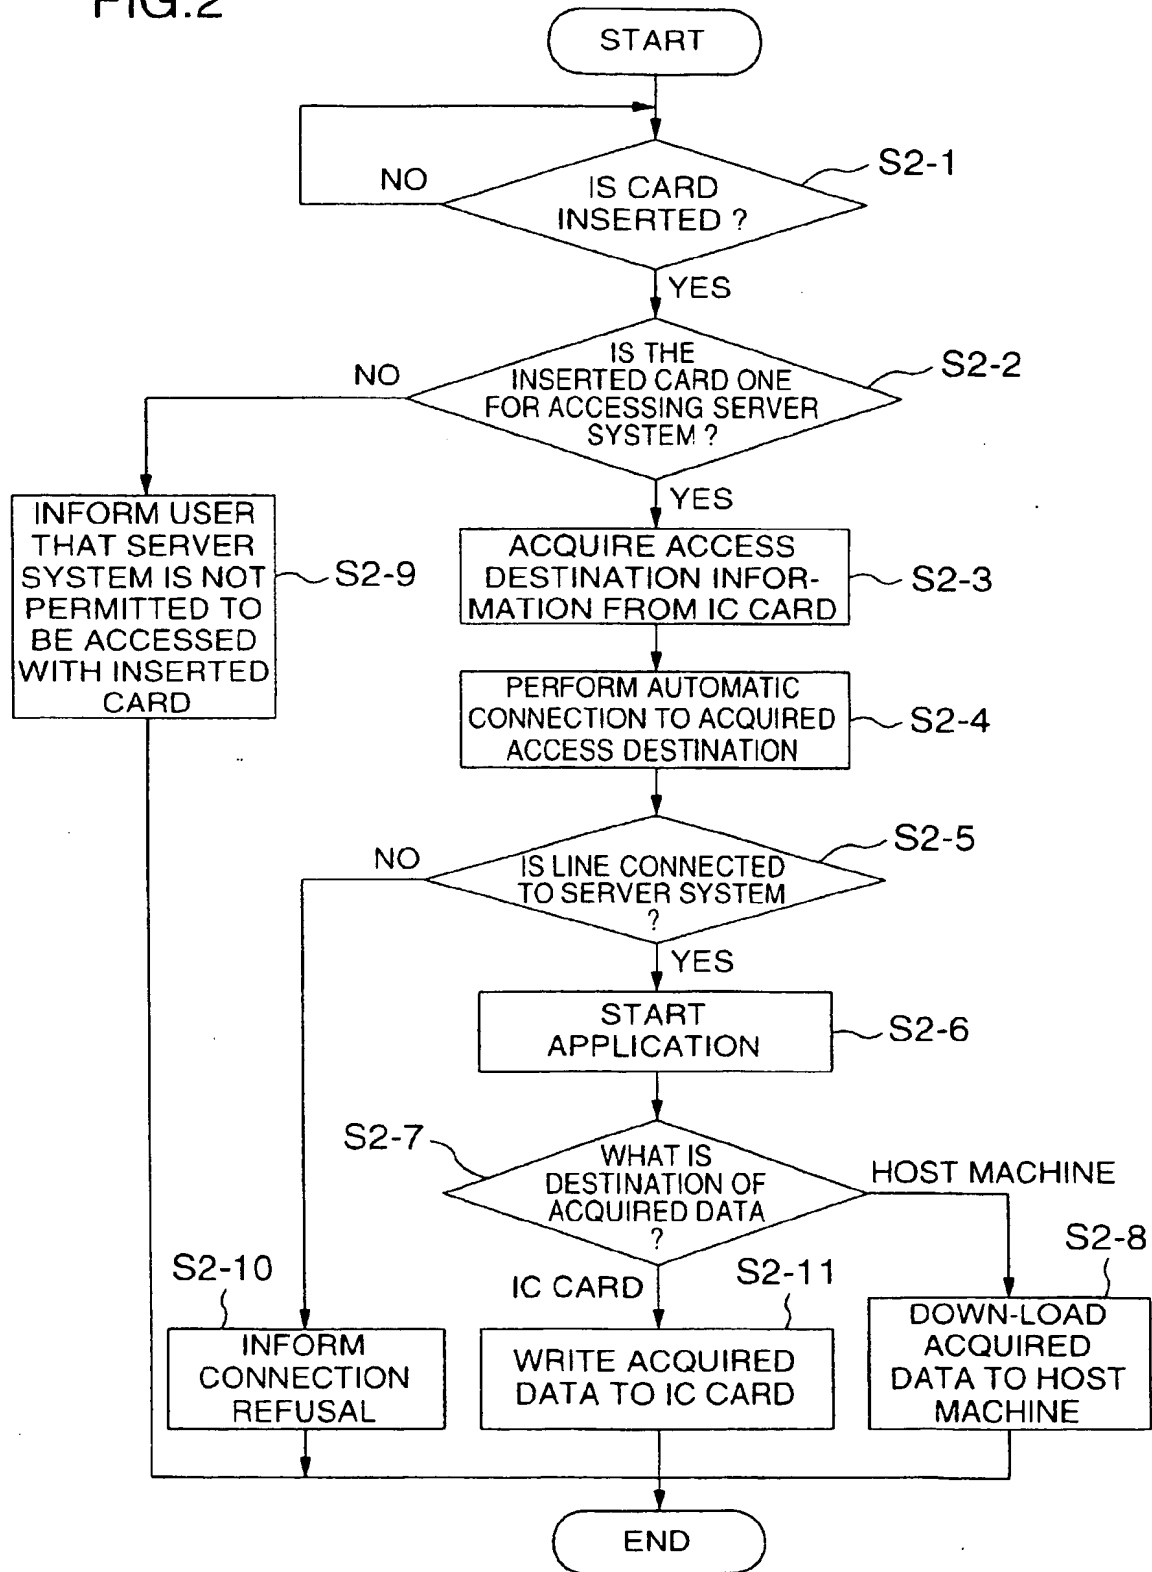 FIG.2
START
S2-1
NO
IS CARD
INSERTED ?
YES
S2-2
NO
IS THE
INSERTED CARD ONE
FOR ACCESSING SERVER
SYSTEM ?
YES
INFORM USER
THAT SERVER
SYSTEM IS NOT
PERMITTED TO
BE ACCESSED
WITH INSERTED
CARD
S2-9
ACQUIRE ACCESS
DESTINATION INFOR-
MATION FROM IC CARD
S2-3
PERFORM AUTOMATIC
CONNECTION TO ACQUIRED
ACCESS DESTINATION
S2-4
S2-5
NO
IS LINE CONNECTED
TO SERVER SYSTEM
?
YES
START
APPLICATION
S2-6
S2-7
WHAT IS
DESTINATION OF
ACQUIRED DATA
?
HOST MACHINE
S2-10
IC CARD
S2-11
S2-8
INFORM
CONNECTION
REFUSAL
WRITE ACQUIRED
DATA TO IC CARD
DOWN-LOAD
ACQUIRED
DATA TO HOST
MACHINE
END